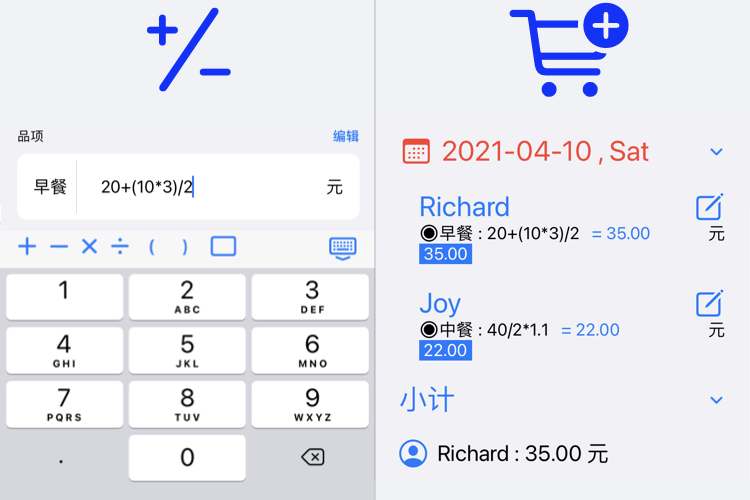 品项
编辑
早餐 20+(10*3)/2 元
+ − × ÷ ( )
1
2 ABC
3 DEF
4 GHI
5 JKL
6 MNO
7 PQRS
8 TUV
9 WXYZ
.
0
2021-04-10 , Sat
Richard
◉早餐 : 20+(10*3)/2 = 35.00 元
35.00
Joy
◉中餐 : 40/2*1.1 = 22.00 元
22.00
小计
Richard : 35.00 元